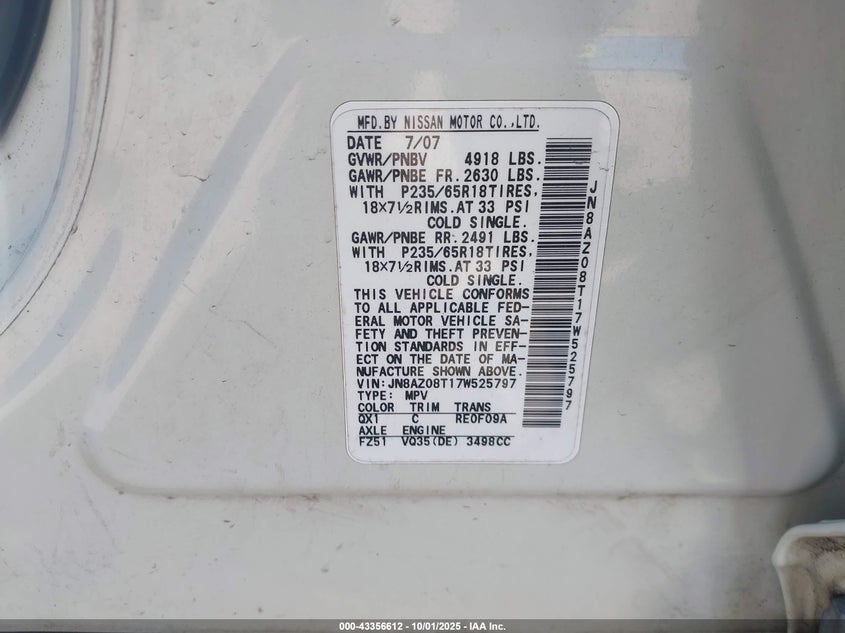 MFD.BY NISSAN MOTOR CO.,LTD.
DATE 7/07
GVWR/PNBV 4918 LBS.
GAWR/PNBE FR. 2630 LBS.
WITH P235/65R18TIRES,
18×7½RIMS.AT 33 PSI
COLD SINGLE.
GAWR/PNBE RR. 2491 LBS.
WITH P235/65R18TIRES,
18×7½RIMS.AT 33 PSI
COLD SINGLE.
THIS VEHICLE CONFORMS
TO ALL APPLICABLE FED-
ERAL MOTOR VEHICLE SA-
FETY AND THEFT PREVEN-
TION STANDARDS IN EFF-
ECT ON THE DATE OF MA-
NUFACTURE SHOWN ABOVE.
VIN:JN8AZ08T17W525797
TYPE: MPV
COLOR TRIM TRANS
QX1 C RE0F09A
AXLE ENGINE
FZ51 VQ35(DE) 3498CC
JN8AZ08T17W525797
000-43356612 - 10/01/2025 - IAA Inc.